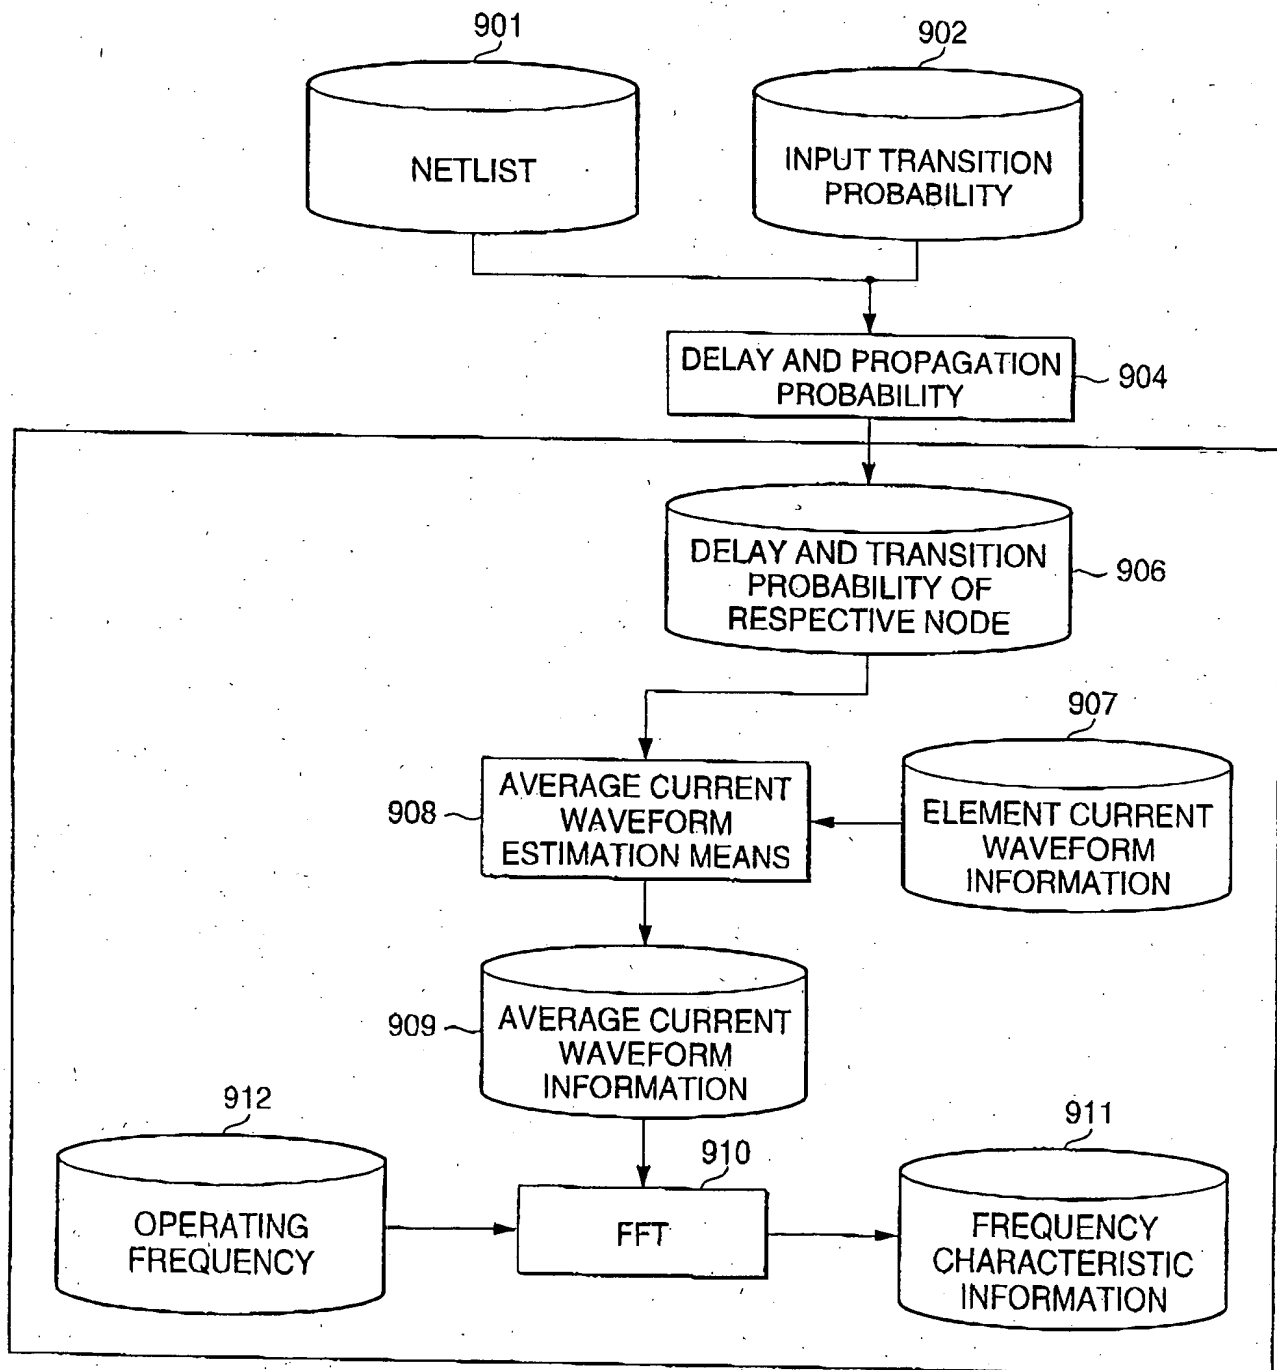 901
902
NETLIST
INPUT TRANSITION
PROBABILITY
DELAY AND PROPAGATION
PROBABILITY
904
DELAY AND TRANSITION
PROBABILITY OF
RESPECTIVE NODE
906
907
908
AVERAGE CURRENT
WAVEFORM
ESTIMATION MEANS
ELEMENT CURRENT
WAVEFORM
INFORMATION
909
AVERAGE CURRENT
WAVEFORM
INFORMATION
912
910
911
OPERATING
FREQUENCY
FFT
FREQUENCY
CHARACTERISTIC
INFORMATION